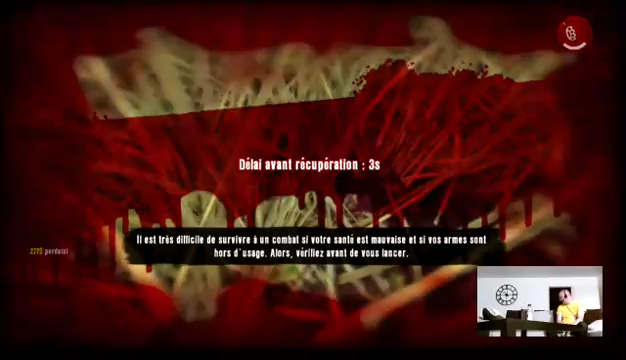 Délai avant récupération : 3s
2275 perdu(s)
Il est très difficile de survivre à un combat si votre santé est mauvaise et si vos armes sont
hors d'usage. Alors, vérifiez avant de vous lancer.